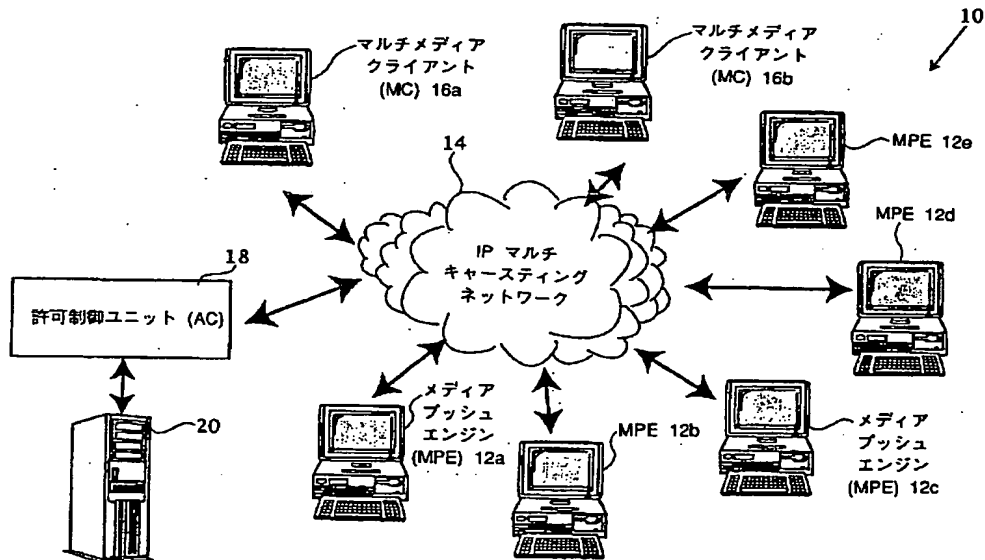 10
マルチメディア
クライアント
(MC) 16a
マルチメディア
クライアント
(MC) 16b
14
MPE 12e
MPE 12d
IP マルチ
キャースティング
ネットワーク
18
許可制御ユニット (AC)
20
メディア
プッシュ
エンジン
(MPE) 12a
MPE 12b
メディア
プッシュ
エンジン
(MPE) 12c